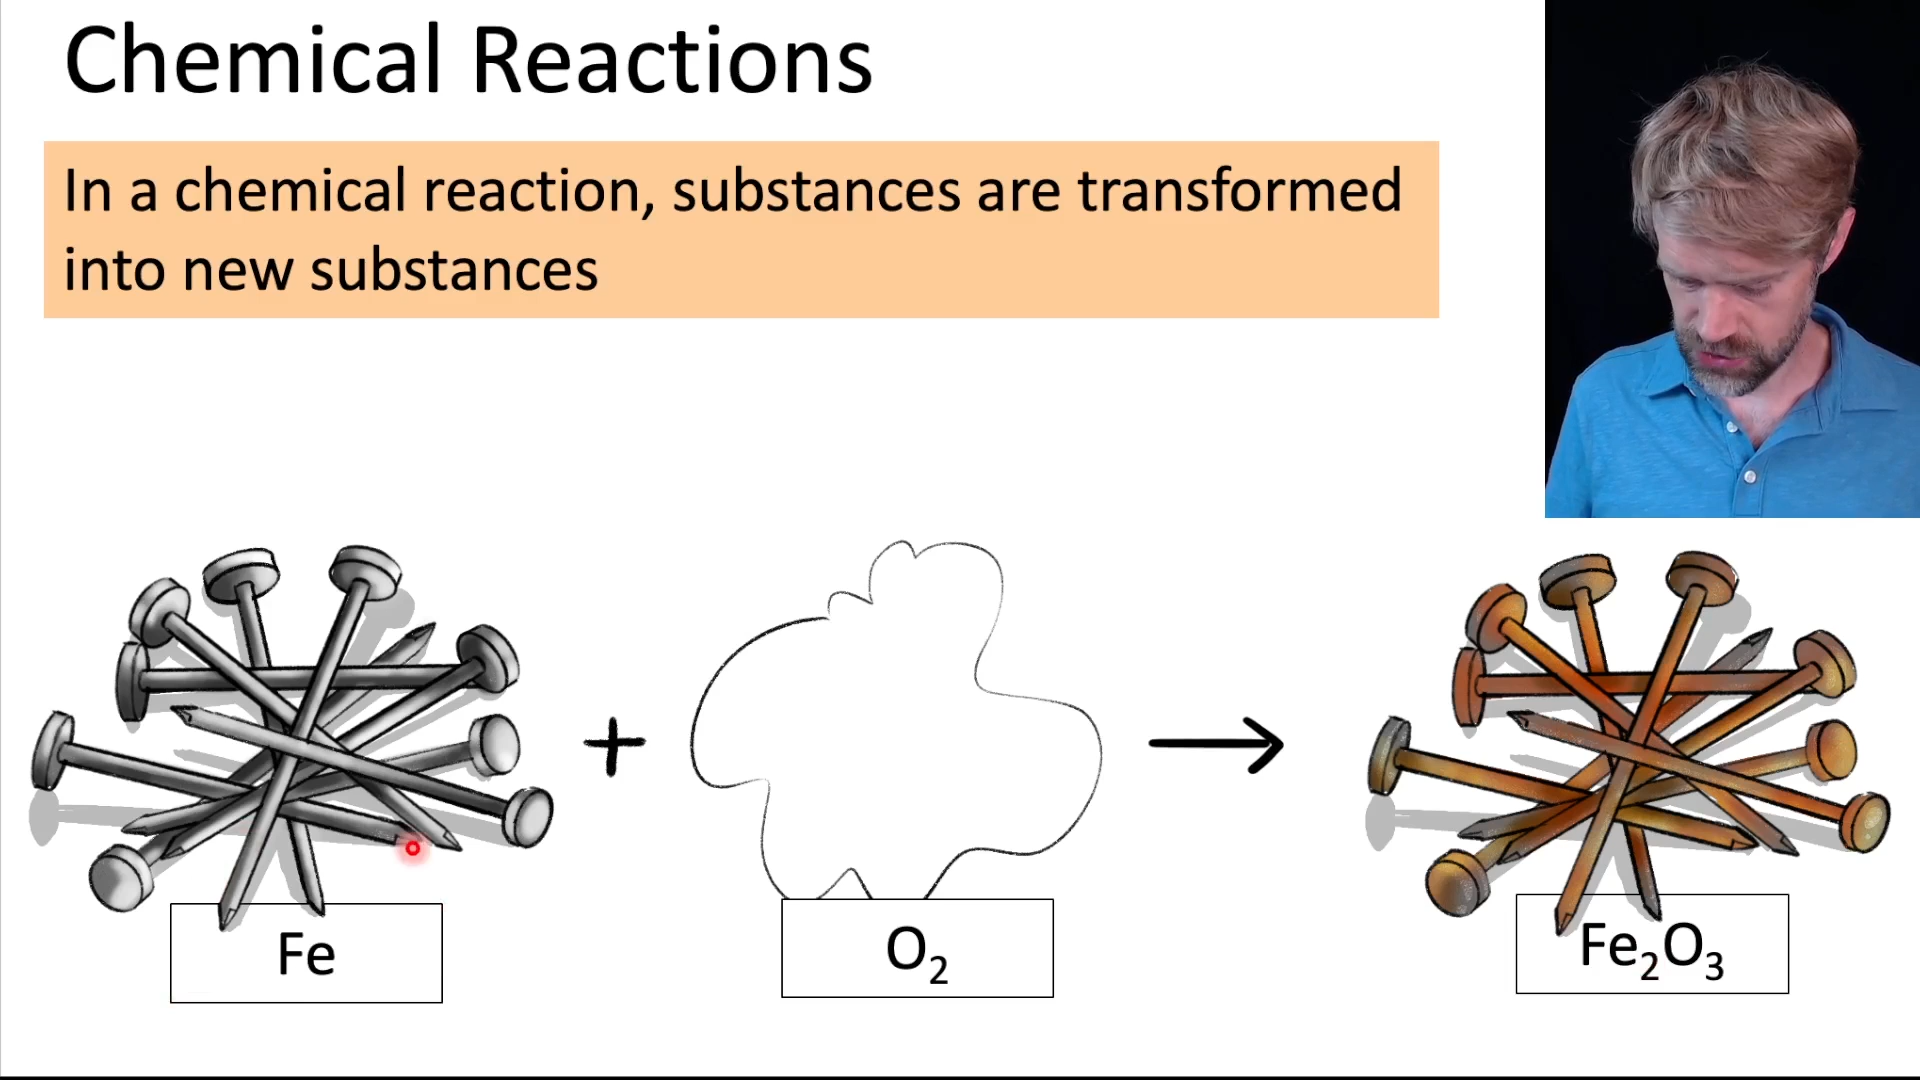 Chemical Reactions
In a chemical reaction, substances are transformed
into new substances
+
→
Fe
O₂
Fe₂O₃